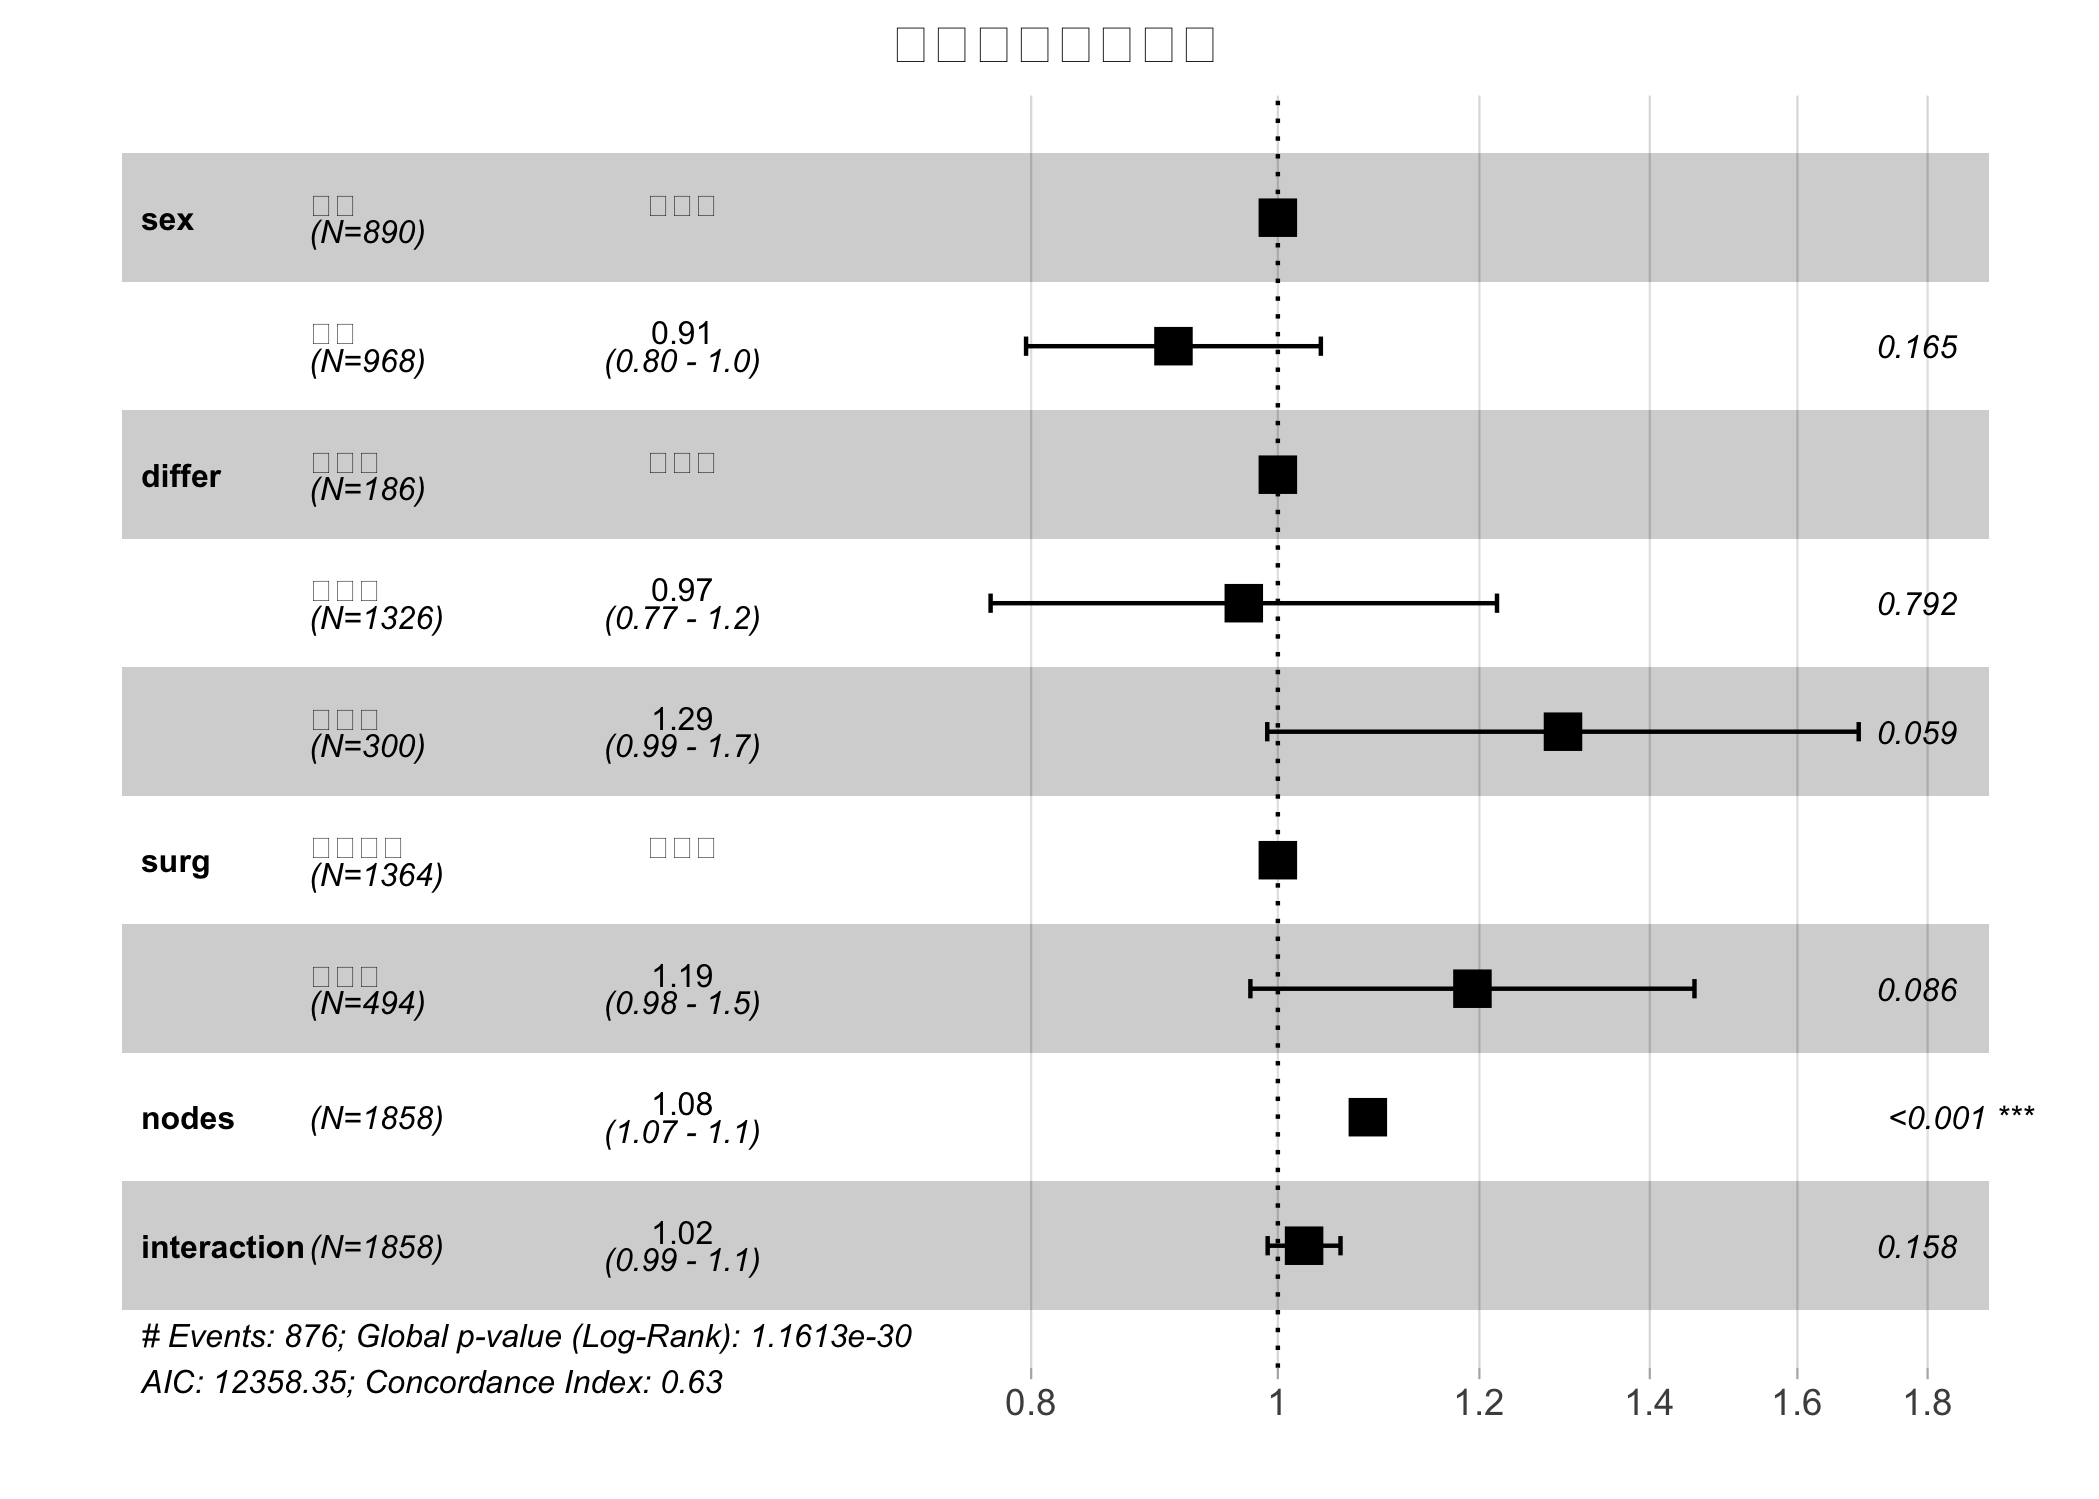 sex
(N=890)
(N=968)
0.91
(0.80 - 1.0)
0.165
differ
(N=186)
(N=1326)
0.97
(0.77 - 1.2)
0.792
(N=300)
1.29
(0.99 - 1.7)
0.059
surg
(N=1364)
(N=494)
1.19
(0.98 - 1.5)
0.086
nodes
(N=1858)
1.08
(1.07 - 1.1)
<0.001 ***
interaction
(N=1858)
1.02
(0.99 - 1.1)
0.158
# Events: 876; Global p-value (Log-Rank): 1.1613e-30
AIC: 12358.35; Concordance Index: 0.63
0.8
1
1.2
1.4
1.6
1.8